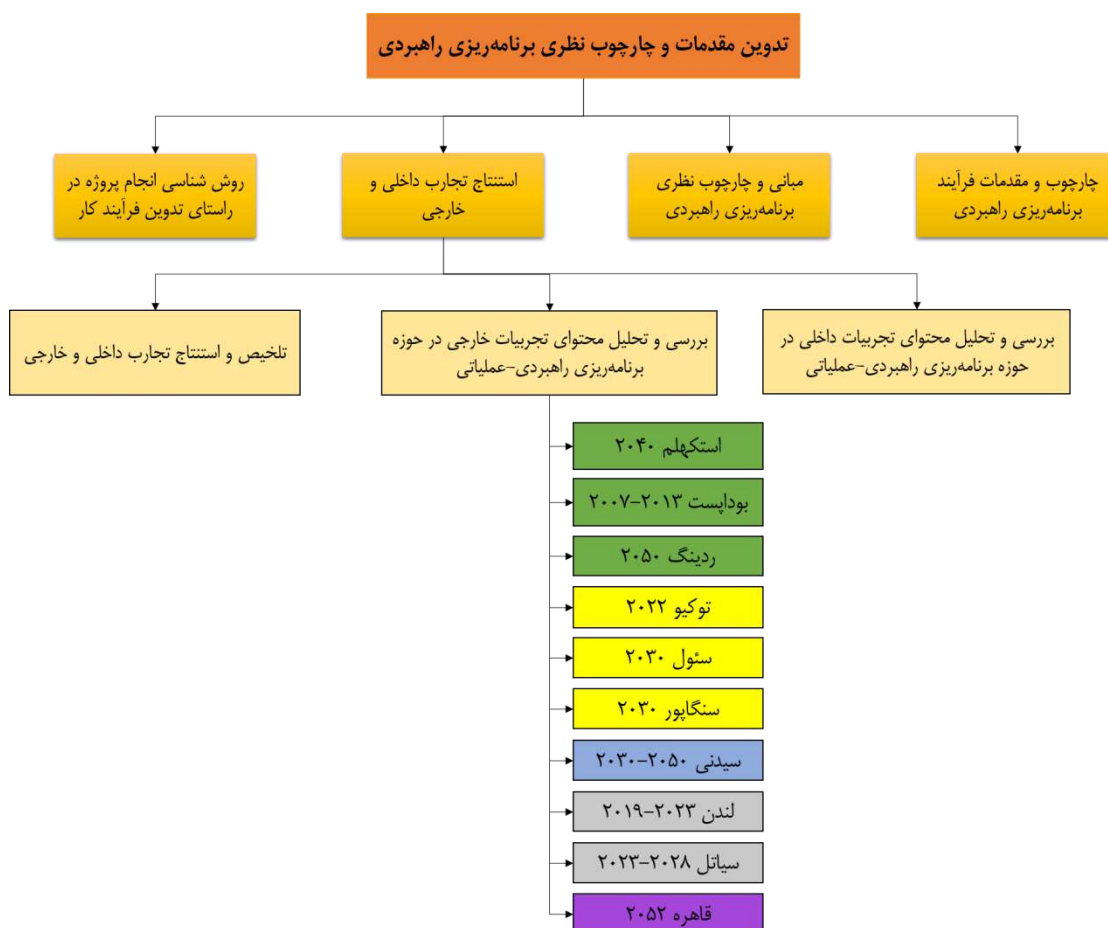 تدوین مقدمات و چارچوب نظری برنامه‌ریزی راهبردی
چارچوب و مقدمات فرآیند
برنامه‌ریزی راهبردی
مبانی و چارچوب نظری
برنامه‌ریزی راهبردی
استنتاج تجارب داخلی و
خارجی
روش شناسی انجام پروژه در
راستای تدوین فرآیند کار
بررسی و تحلیل محتوای تجربیات داخلی در
حوزه برنامه‌ریزی راهبردی-عملیاتی
بررسی و تحلیل محتوای تجربیات خارجی در حوزه
برنامه‌ریزی راهبردی-عملیاتی
تلخیص و استنتاج تجارب داخلی و خارجی
استکهلم ۲۰۴۰
بوداپست ۲۰۱۳-۲۰۰۷
ردینگ ۲۰۵۰
توکیو ۲۰۲۲
سئول ۲۰۳۰
سنگاپور ۲۰۳۰
سیدنی ۲۰۵۰-۲۰۳۰
لندن ۲۰۲۳-۲۰۱۹
سیاتل ۲۰۲۸-۲۰۲۳
قاهره ۲۰۵۲